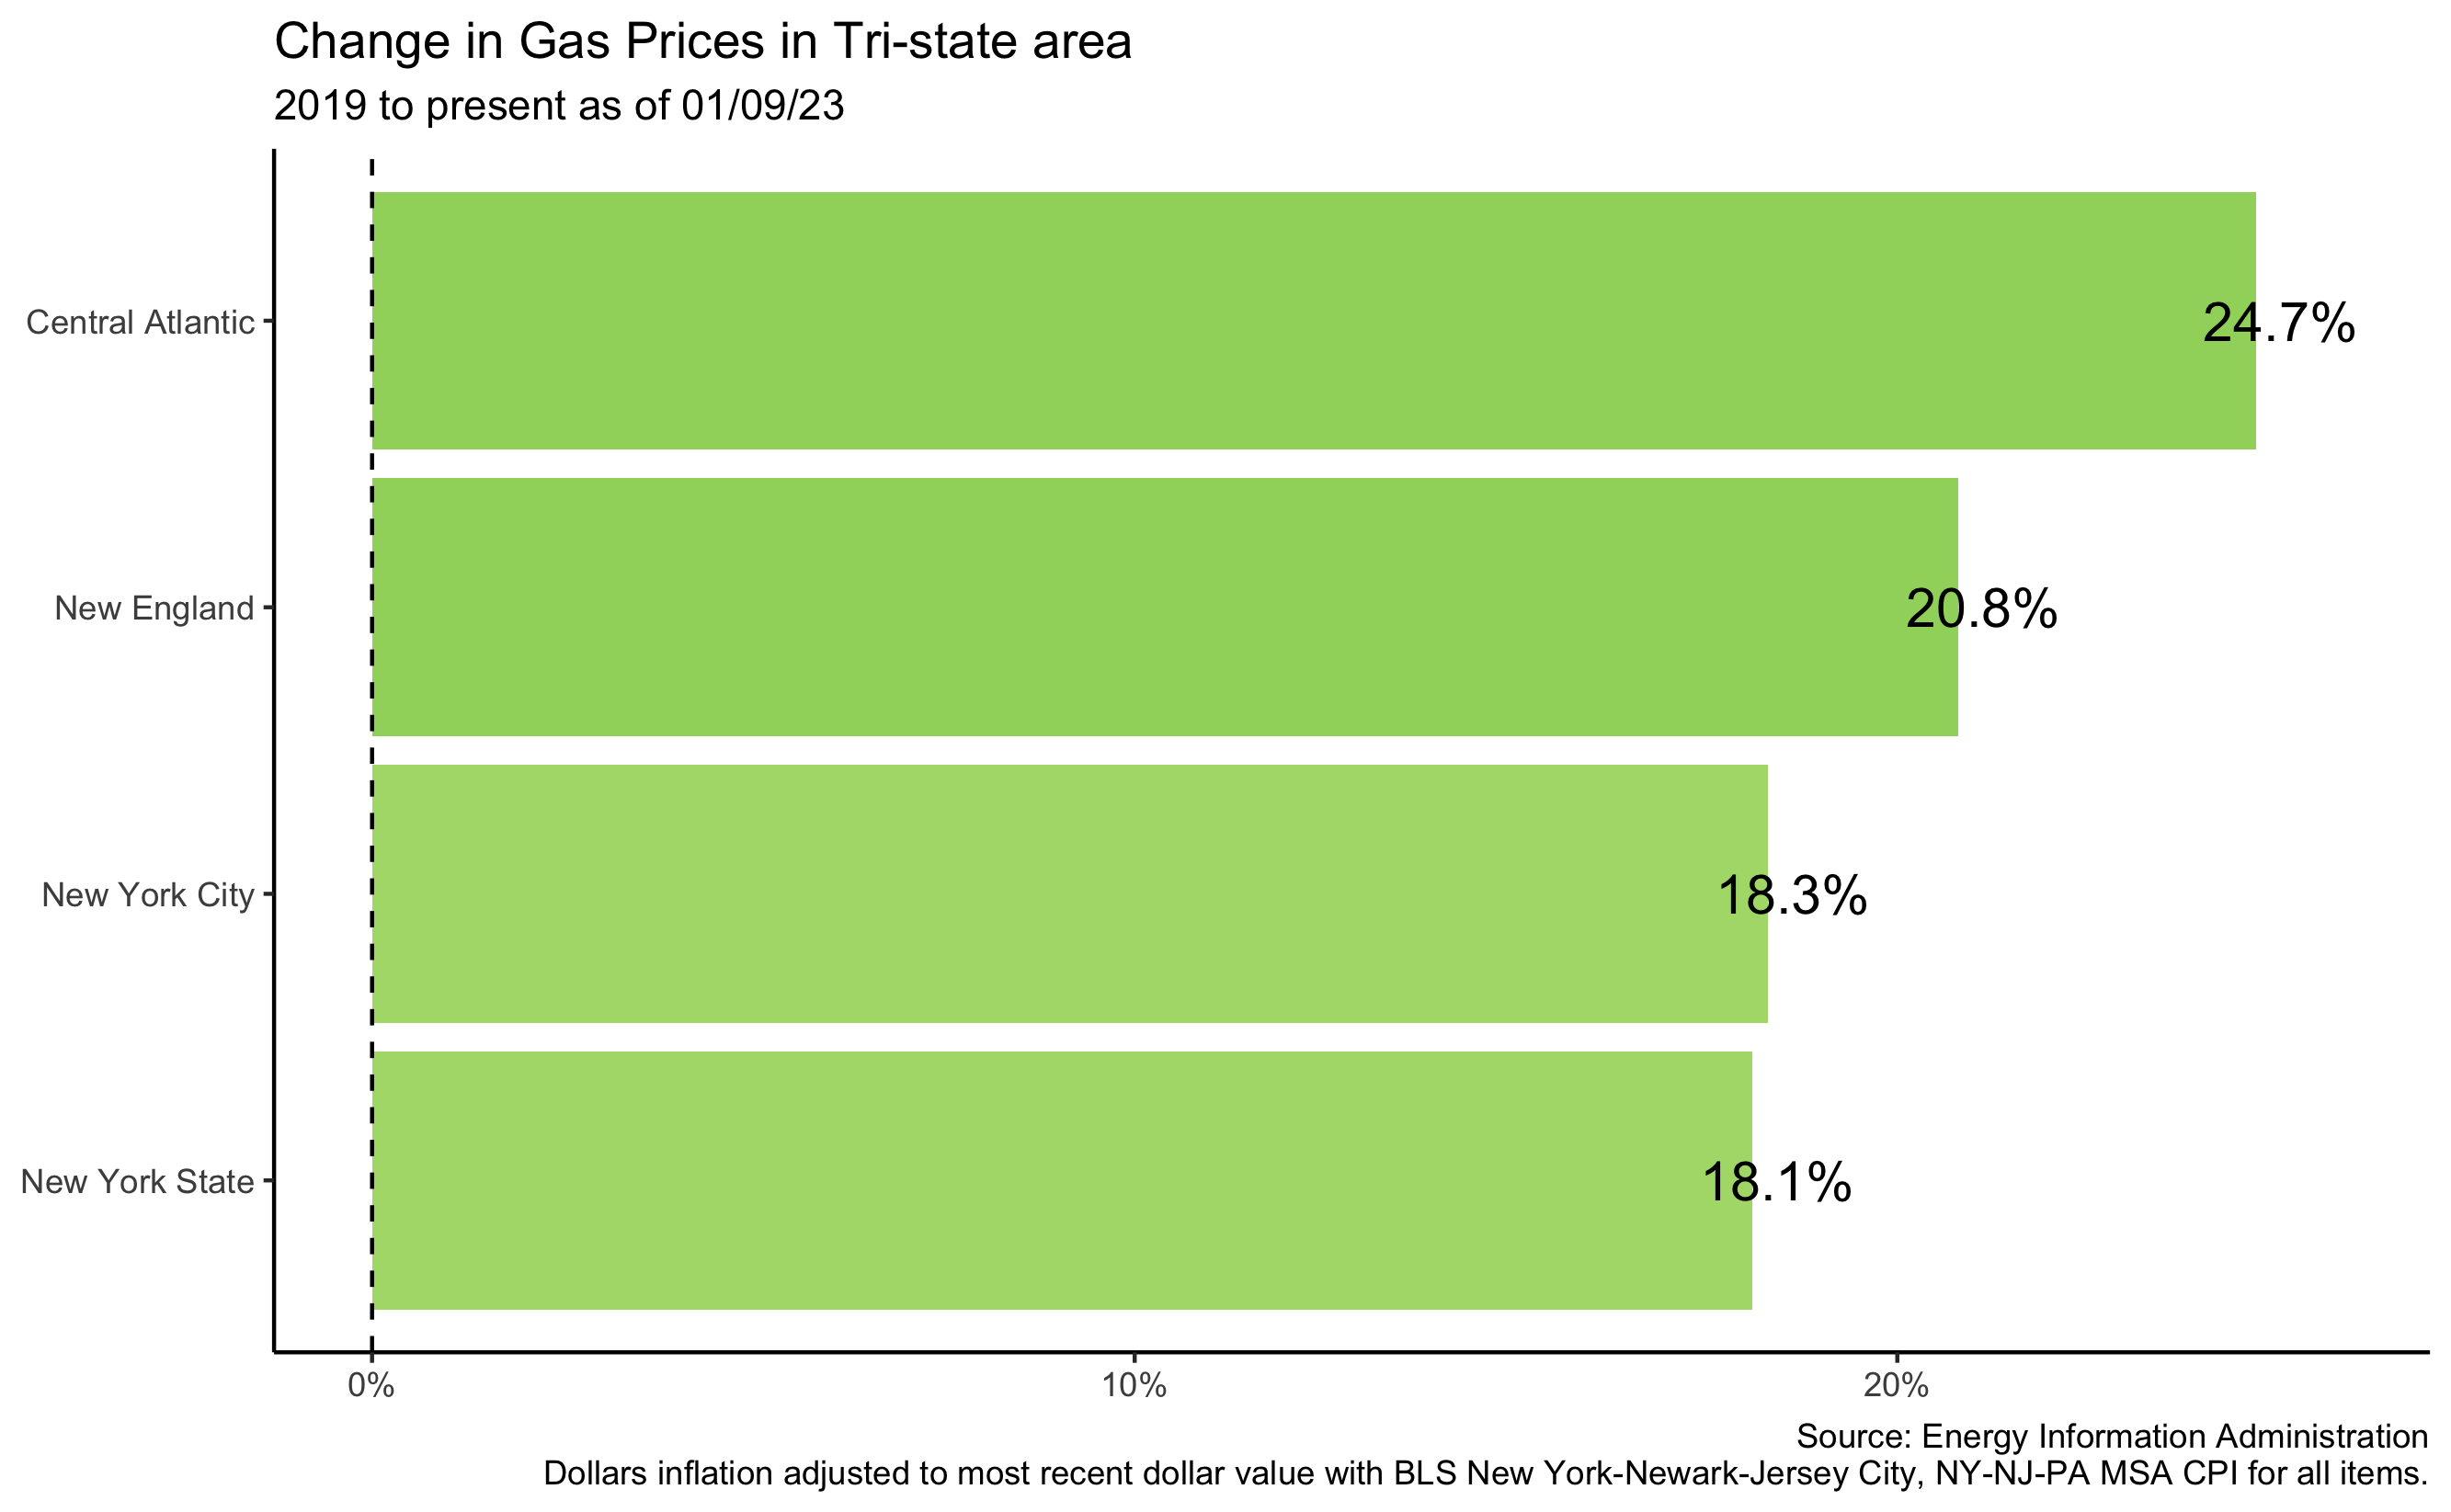 Change in Gas Prices in Tri-state area
2019 to present as of 01/09/23
Central Atlantic
24.7%
New England
20.8%
New York City
18.3%
New York State
18.1%
0%
10%
20%
Source: Energy Information Administration
Dollars inflation adjusted to most recent dollar value with BLS New York-Newark-Jersey City, NY-NJ-PA MSA CPI for all items.